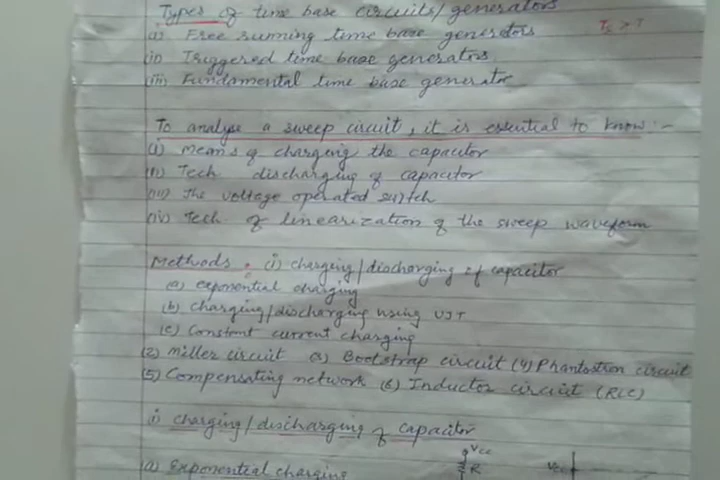 Types of time base circuits/generators
(i) Free running time base generators
Ts > T
(ii) Triggered time base generators.
(iii) Fundamental time base generator
To analyse a sweep circuit, it is essential to know :-
(i) means of charging the capacitor
(ii) Tech discharging of capacitor
(iii) The voltage operated switch
(iv) Tech. of linearization of the sweep waveform
Methods : (i) charging/discharging of capacitor
(a) exponential charging
(b) charging/discharging using UJT
(c) Constant current charging
(2) Miller circuit 3) Bootstrap circuit (4) Phantastron circuit
(5) Compensating network (6) Inductor circuit (RLC)
i) charging/discharging of capacitor
(a) Exponential charging
Vcc
R
Vcc